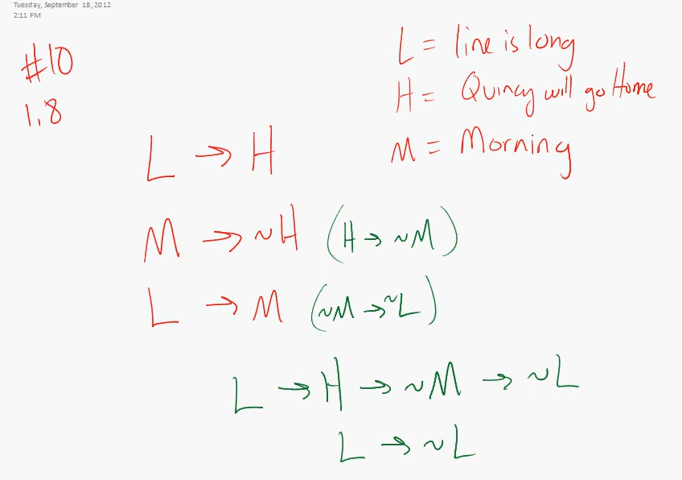 Tuesday, September 18, 2012
2:11 PM
#10
1.8
L = line is long
H = Quincy will go Home
M = Morning
L → H
M → ~H (H → ~M)
L → M (~M → ~L)
L → H → ~M → ~L
L → ~L